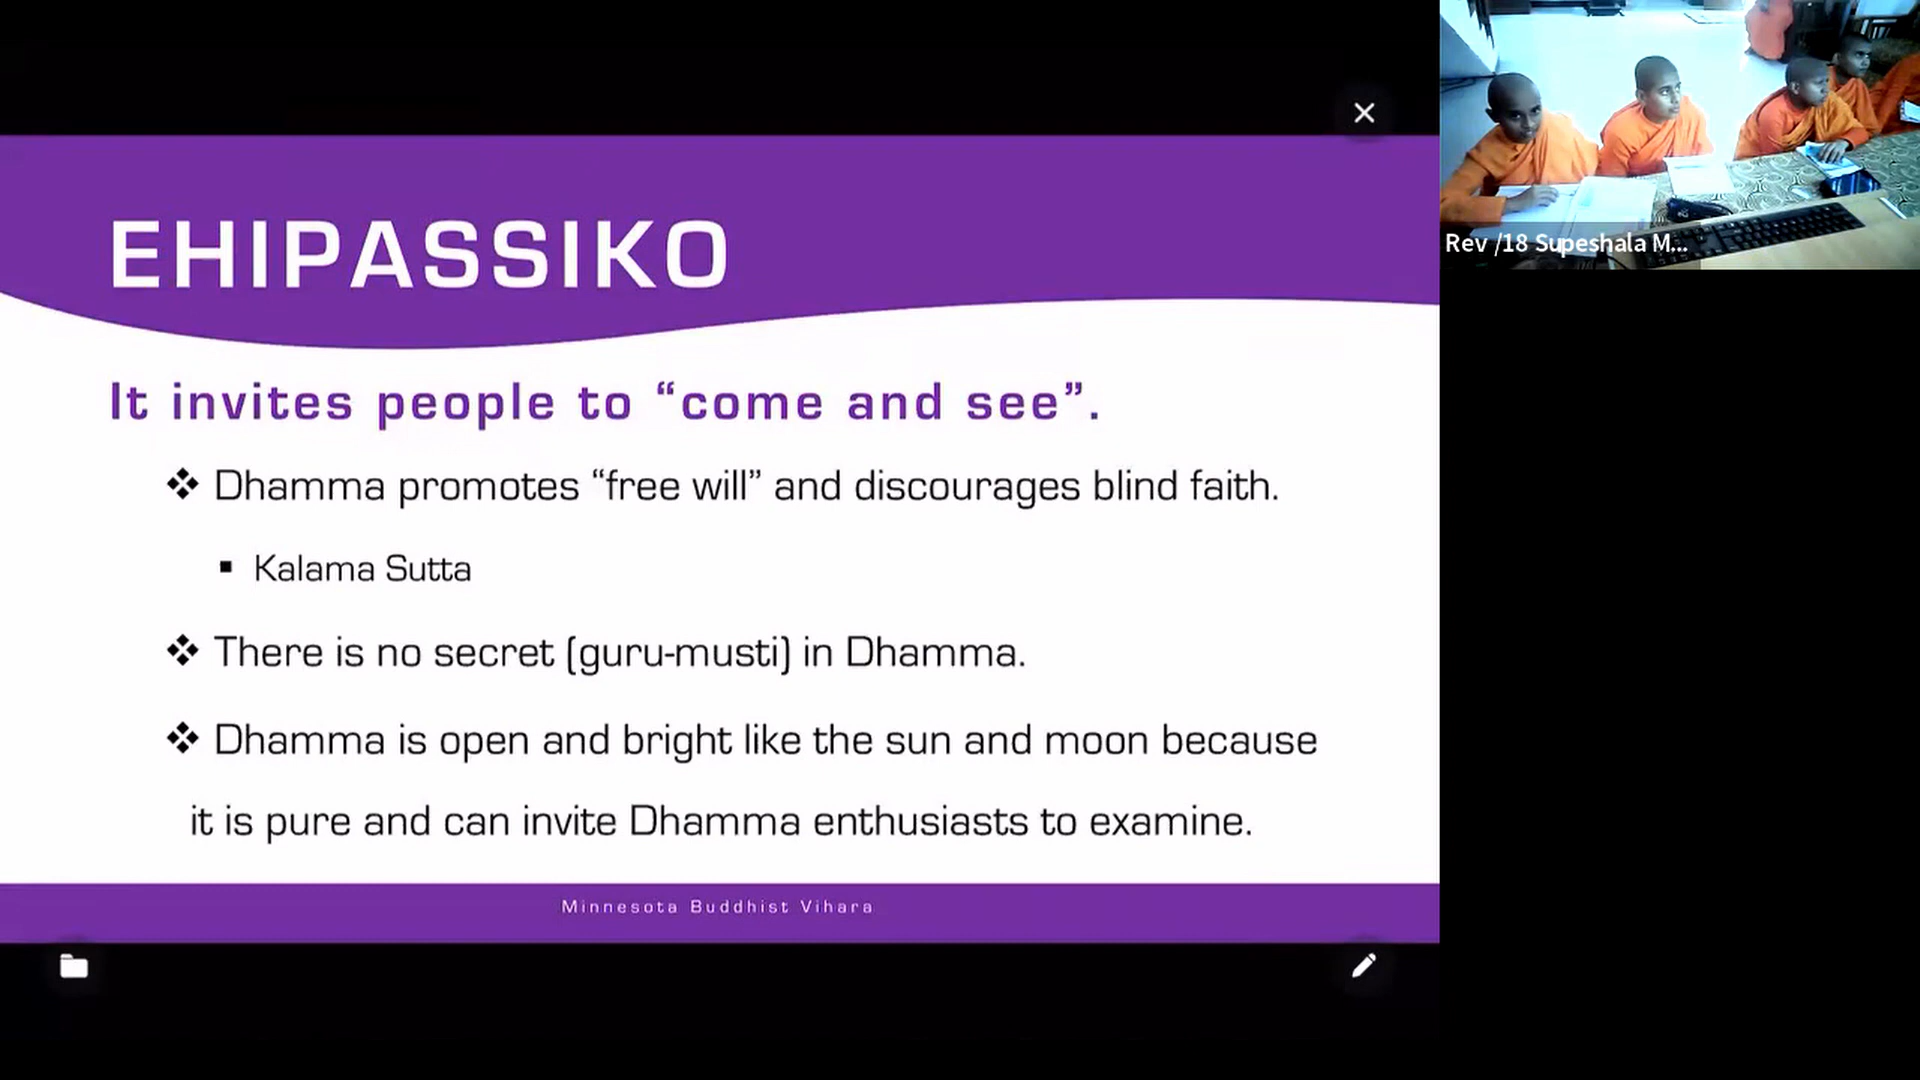 EHIPASSIKO
It invites people to “come and see”.
❖ Dhamma promotes “free will” and discourages blind faith.
▪ Kalama Sutta
❖ There is no secret (guru-musti) in Dhamma.
❖ Dhamma is open and bright like the sun and moon because
it is pure and can invite Dhamma enthusiasts to examine.
Minnesota Buddhist Vihara
Rev /18 Supeshala M...